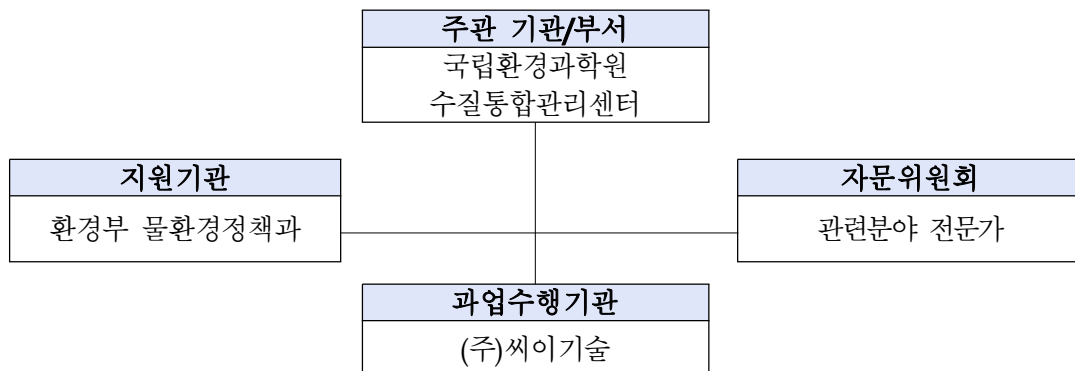 주관 기관/부서
국립환경과학원
수질통합관리센터
지원기관
환경부 물환경정책과
자문위원회
관련분야 전문가
과업수행기관
(주)씨이기술